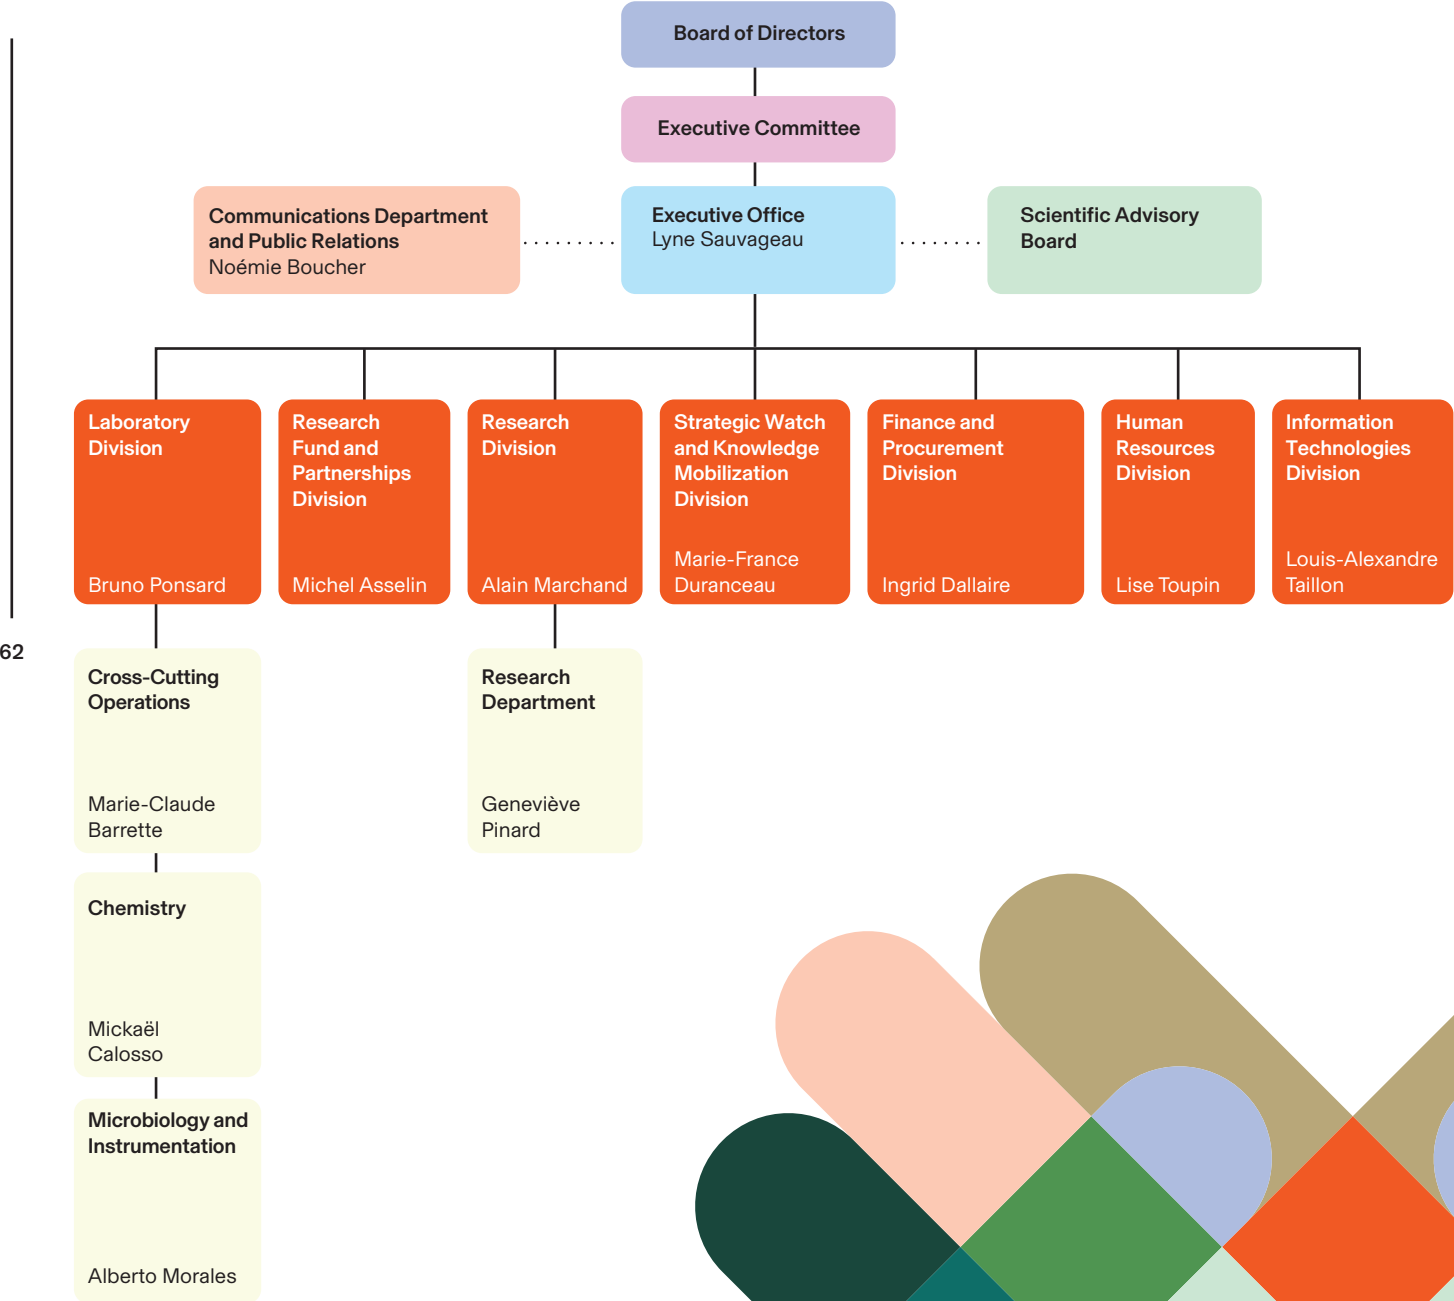 Board of Directors
Executive Committee
Communications Department
and Public Relations
Noémie Boucher
Executive Office
Lyne Sauvageau
Scientific Advisory
Board
Laboratory
Division
Bruno Ponsard
Research
Fund and
Partnerships
Division
Michel Asselin
Research
Division
Alain Marchand
Strategic Watch
and Knowledge
Mobilization
Division
Marie-France
Duranceau
Finance and
Procurement
Division
Ingrid Dallaire
Human
Resources
Division
Lise Toupin
Information
Technologies
Division
Louis-Alexandre
Taillon
62
Cross-Cutting
Operations
Marie-Claude
Barrette
Research
Department
Geneviève
Pinard
Chemistry
Mickaël
Calosso
Microbiology and
Instrumentation
Alberto Morales